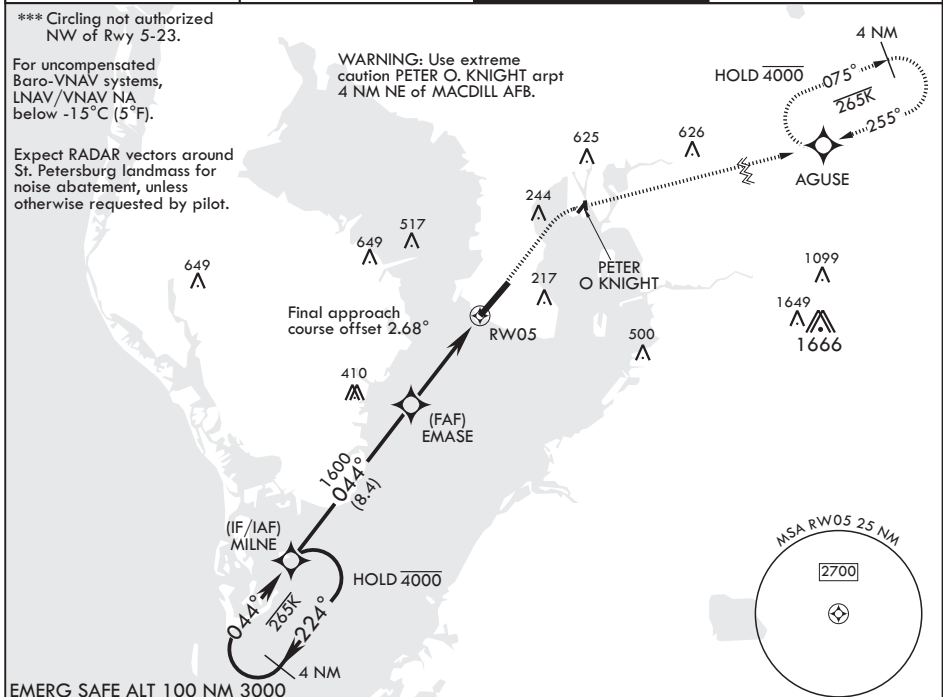 *** Circling not authorized
NW of Rwy 5-23.
For uncompensated
Baro-VNAV systems,
LNAV/VNAV NA
below -15°C (5°F).
Expect RADAR vectors around
St. Petersburg landmass for
noise abatement, unless
otherwise requested by pilot.
WARNING: Use extreme
caution PETER O. KNIGHT arpt
4 NM NE of MACDILL AFB.
4 NM
HOLD 4000
075°
265K
255°
AGUSE
625
626
244
517
649
649
217
PETER
O KNIGHT
1099
1649
1666
500
Final approach
course offset 2.68°
RW05
410
(FAF)
EMASE
1600
044°
(8.4)
(IF/IAF)
MILNE
HOLD 4000
044°
265K
224°
4 NM
MSA RW05 25 NM
2700
EMERG SAFE ALT 100 NM 3000